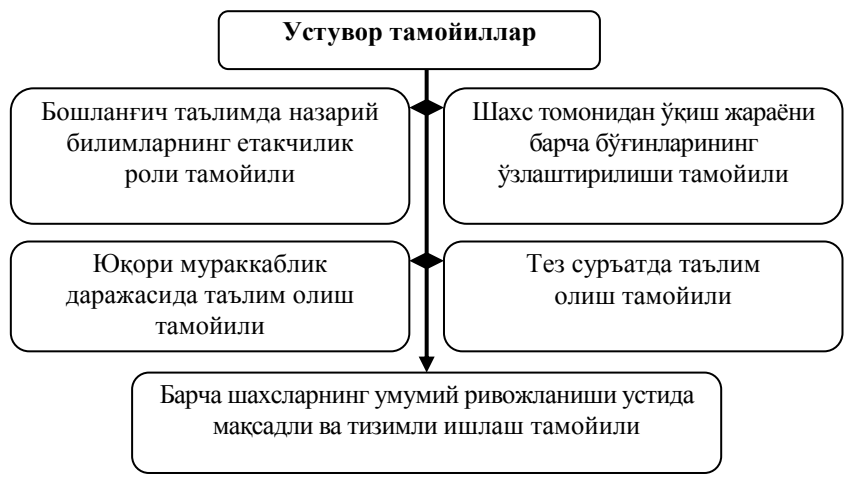 Устувор тамойиллар
Бошланғич таълимда назарий
билимларнинг етакчилик
роли тамойили
Шахс томонидан ўқиш жараёни
барча бўғинларининг
ўзлаштирилиши тамойили
Юқори мураккаблик
даражасида таълим олиш
тамойили
Тез суръатда таълим
олиш тамойили
Барча шахсларнинг умумий ривожланиши устида
мақсадли ва тизимли ишлаш тамойили